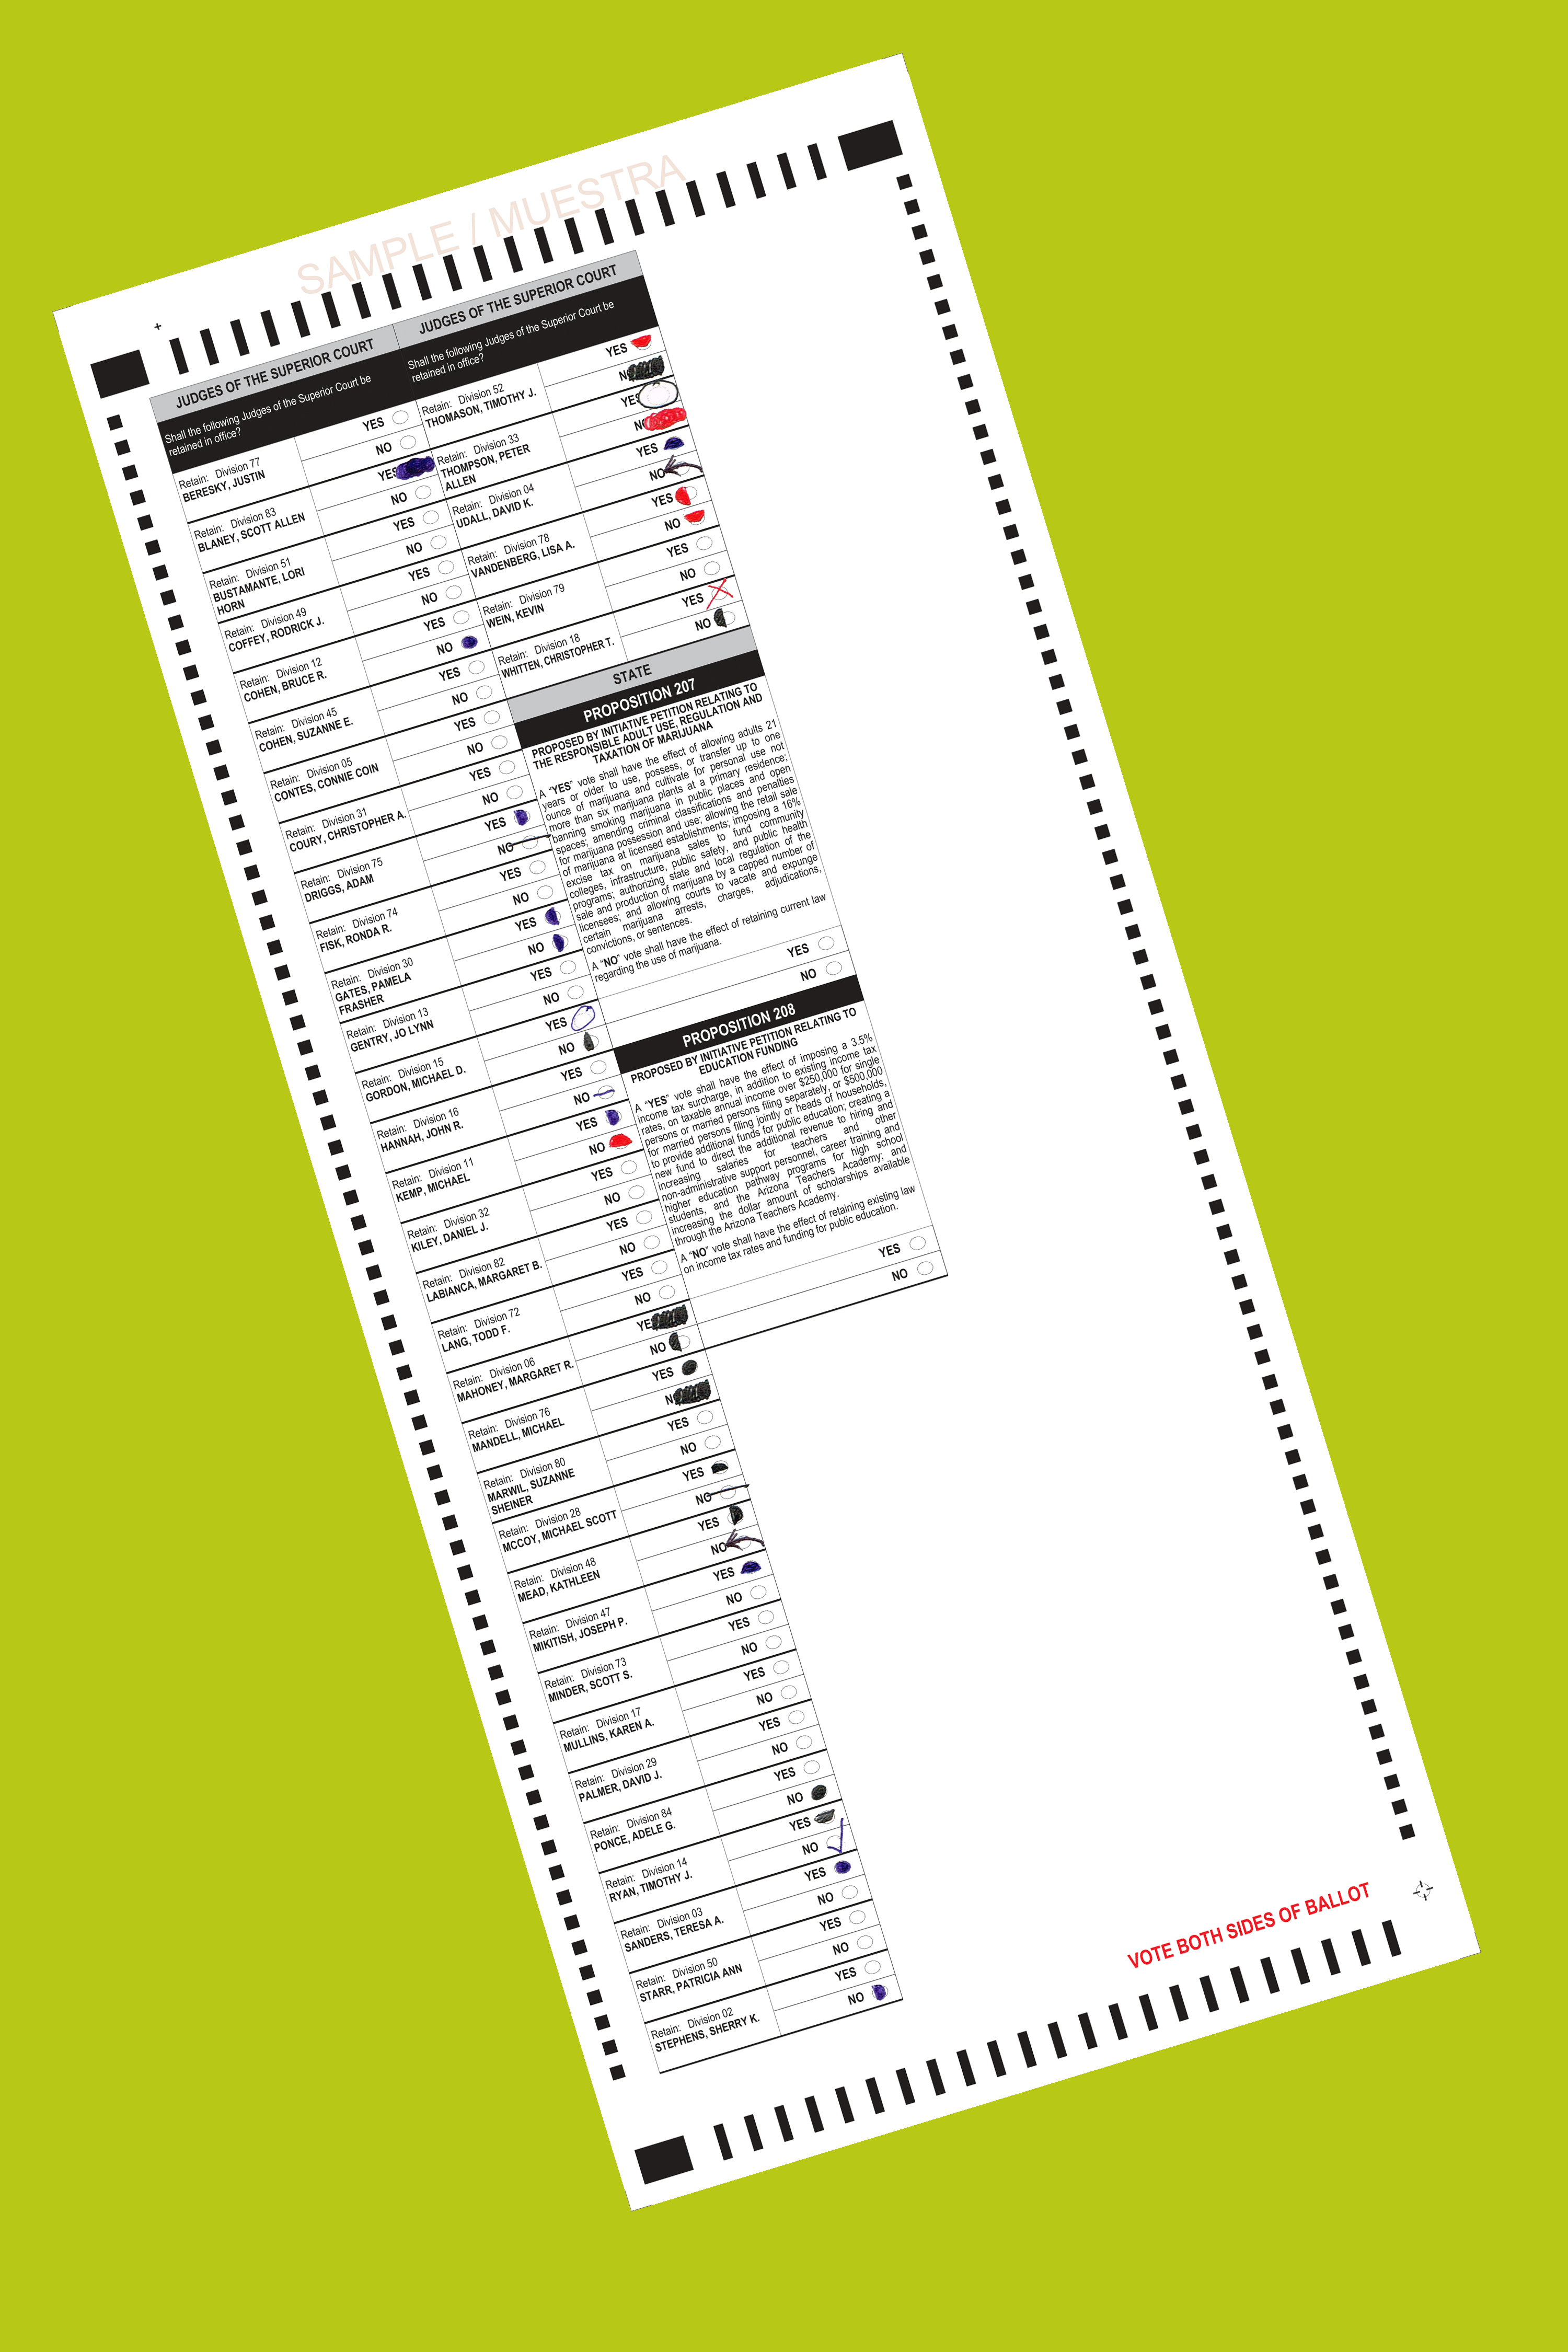 SAMPLE / MUESTRA
JUDGES OF THE SUPERIOR COURT
Shall the following Judges of the Superior Court be
retained in office?
Retain: Division 77
BERESKY, JUSTIN
YES
NO
Retain: Division 83
BLANEY, SCOTT ALLEN
YES
NO
Retain: Division 51
BUSTAMANTE, LORI
HORN
YES
NO
Retain: Division 49
COFFEY, RODRICK J.
YES
NO
Retain: Division 12
COHEN, BRUCE R.
YES
NO
Retain: Division 45
COHEN, SUZANNE E.
YES
NO
Retain: Division 05
CONTES, CONNIE COIN
YES
NO
Retain: Division 31
COURY, CHRISTOPHER A.
YES
NO
Retain: Division 75
DRIGGS, ADAM
YES
NO
Retain: Division 74
FISK, RONDA R.
YES
NO
Retain: Division 30
GATES, PAMELA
FRASHER
YES
NO
Retain: Division 13
GENTRY, JO LYNN
YES
NO
Retain: Division 15
GORDON, MICHAEL D.
YES
NO
Retain: Division 16
HANNAH, JOHN R.
YES
NO
Retain: Division 11
KEMP, MICHAEL
YES
NO
Retain: Division 32
KILEY, DANIEL J.
YES
NO
Retain: Division 82
LABIANCA, MARGARET B.
YES
NO
Retain: Division 72
LANG, TODD F.
YES
NO
Retain: Division 06
MAHONEY, MARGARET R.
YES
NO
Retain: Division 76
MANDELL, MICHAEL
YES
NO
Retain: Division 80
MARWIL, SUZANNE
SHEINER
YES
NO
Retain: Division 28
MCCOY, MICHAEL SCOTT
YES
NO
Retain: Division 48
MEAD, KATHLEEN
YES
NO
Retain: Division 47
MIKITISH, JOSEPH P.
YES
NO
Retain: Division 73
MINDER, SCOTT S.
YES
NO
Retain: Division 17
MULLINS, KAREN A.
YES
NO
Retain: Division 29
PALMER, DAVID J.
YES
NO
Retain: Division 84
PONCE, ADELE G.
YES
NO
Retain: Division 14
RYAN, TIMOTHY J.
YES
NO
Retain: Division 03
SANDERS, TERESA A.
YES
NO
Retain: Division 50
STARR, PATRICIA ANN
YES
NO
Retain: Division 02
STEPHENS, SHERRY K.
YES
NO
JUDGES OF THE SUPERIOR COURT
Shall the following Judges of the Superior Court be
retained in office?
Retain: Division 52
THOMASON, TIMOTHY J.
YES
Retain: Division 33
THOMPSON, PETER
ALLEN
YES
Retain: Division 04
UDALL, DAVID K.
YES
NO
Retain: Division 78
VANDENBERG, LISA A.
YES
NO
Retain: Division 79
WEIN, KEVIN
YES
NO
Retain: Division 18
WHITTEN, CHRISTOPHER T.
YES
NO
STATE
PROPOSITION 207
PROPOSED BY INITIATIVE PETITION RELATING TO
THE RESPONSIBLE ADULT USE, REGULATION AND
TAXATION OF MARIJUANA
A “YES” vote shall have the effect of allowing adults 21
years or older to use, possess, or transfer up to one
ounce of marijuana and cultivate for personal use not
more than six marijuana plants at a primary residence;
banning smoking marijuana in public places and open
spaces; amending criminal classifications and penalties
for marijuana possession and use; allowing the retail sale
of marijuana at licensed establishments; imposing a 16%
excise tax on marijuana sales to fund community
colleges, infrastructure, public safety, and public health
programs; authorizing state and local regulation of the
sale and production of marijuana by a capped number of
licensees; and allowing courts to vacate and expunge
certain marijuana arrests, charges, adjudications,
convictions, or sentences.
A “NO” vote shall have the effect of retaining current law
regarding the use of marijuana.
YES
NO
PROPOSITION 208
PROPOSED BY INITIATIVE PETITION RELATING TO
EDUCATION FUNDING
A “YES” vote shall have the effect of imposing a 3.5%
income tax surcharge, in addition to existing income tax
rates, on taxable annual income over $250,000 for single
persons or married persons filing separately, or $500,000
for married persons filing jointly or heads of households,
to provide additional funds for public education; creating a
new fund to direct the additional revenue to hiring and
increasing salaries for teachers and other
non-administrative support personnel, career training and
higher education pathway programs for high school
students, and the Arizona Teachers Academy; and
increasing the dollar amount of scholarships available
through the Arizona Teachers Academy.
A “NO” vote shall have the effect of retaining existing law
on income tax rates and funding for public education.
YES
NO
VOTE BOTH SIDES OF BALLOT